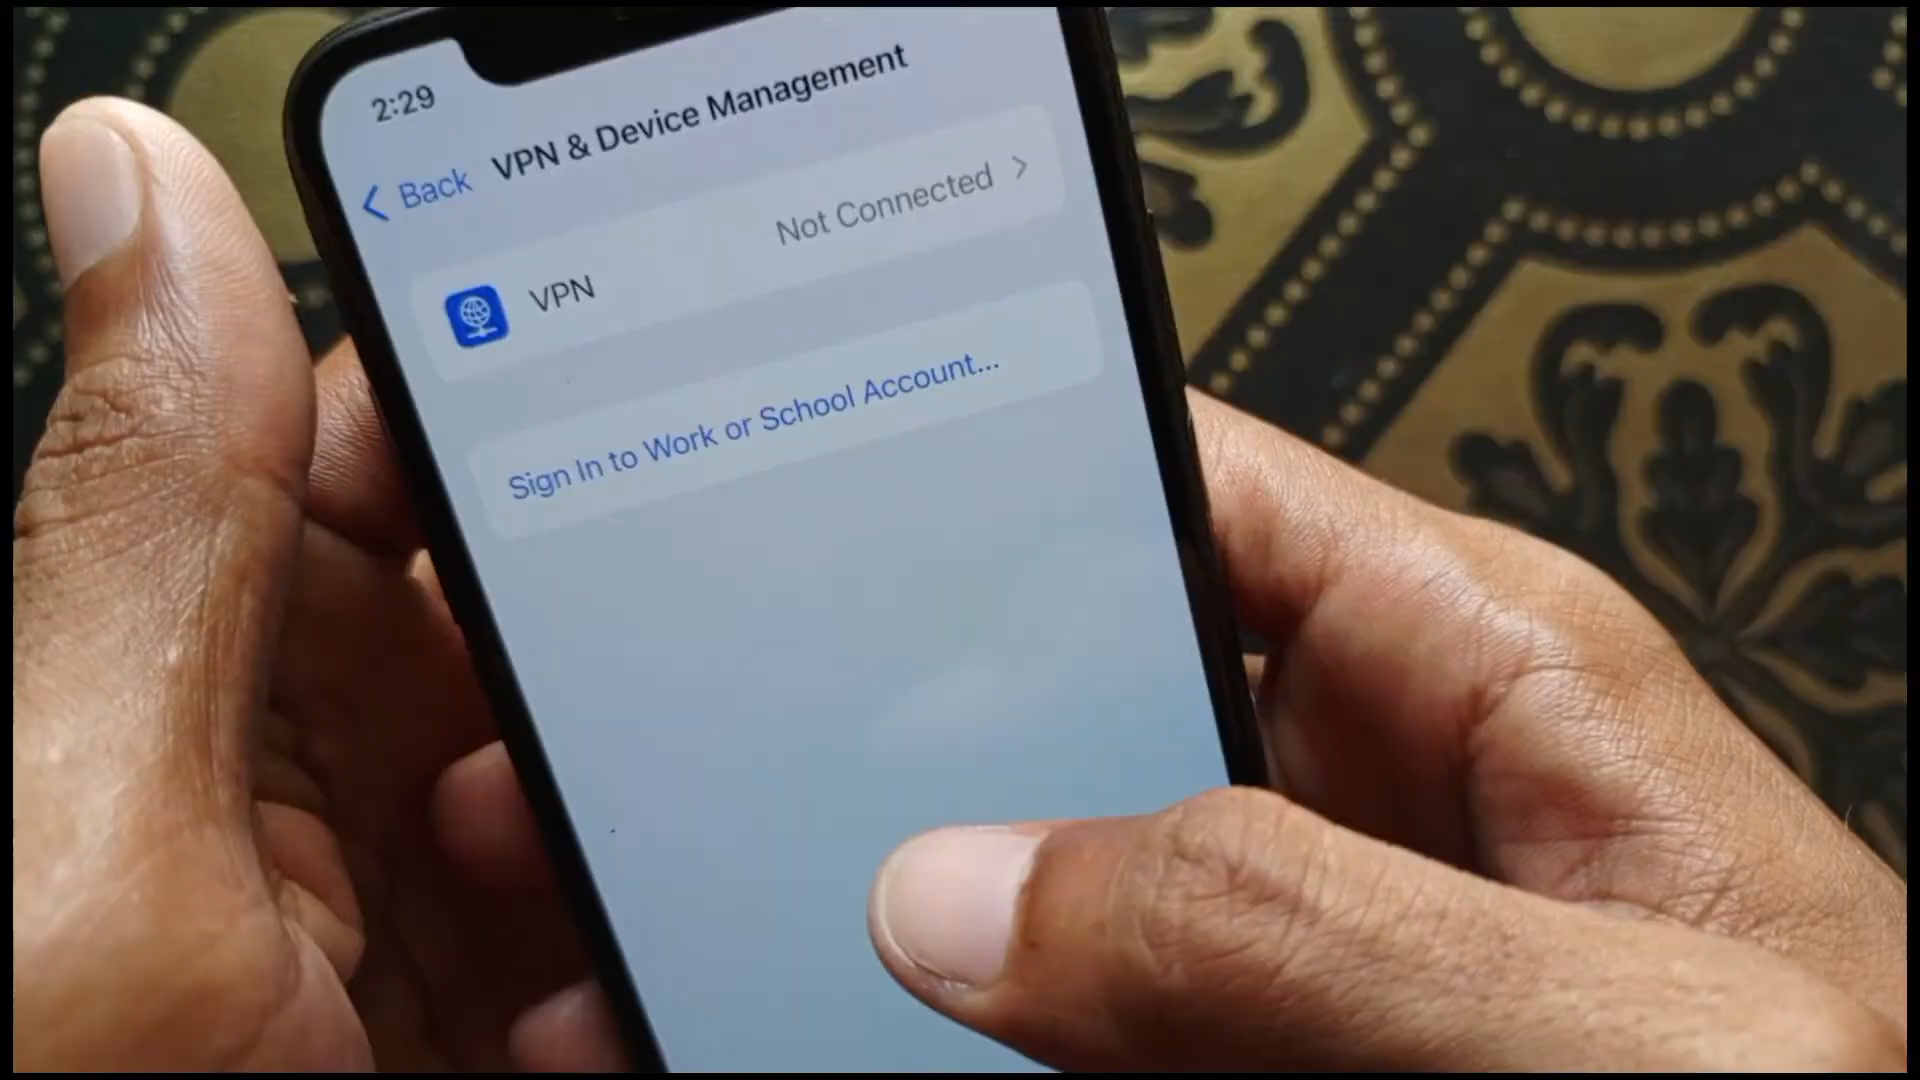 2:29
Back
VPN & Device Management
VPN
Not Connected
Sign In to Work or School Account...